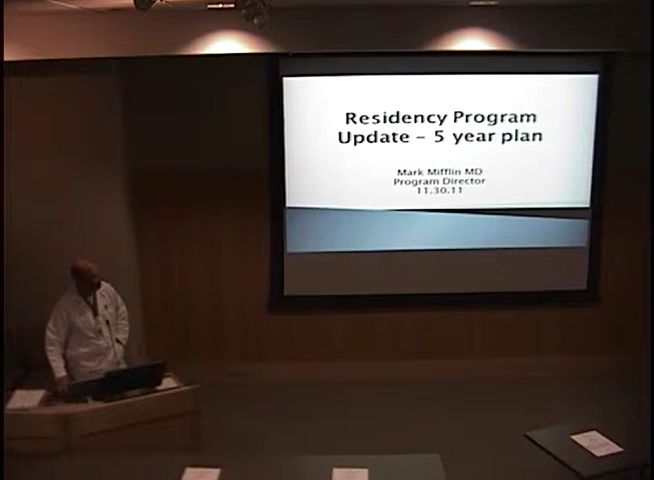 Residency Program
Update – 5 year plan
Mark Mifflin MD
Program Director
11.30.11